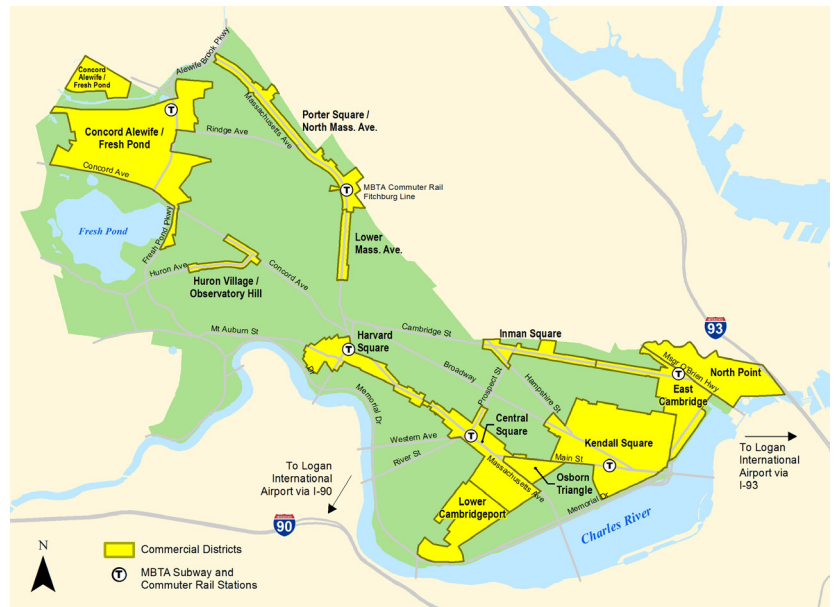 Concord
Alewife /
Fresh Pond
Alewife Brook Pkwy
Massachusetts Ave
Porter Square /
North Mass. Ave.
T
Concord Alewife /
Fresh Pond
Rindge Ave
Concord Ave
T
MBTA Commuter Rail
Fitchburg Line
Fresh Pond
Fresh Pond Pkwy
Lower
Mass. Ave.
Huron Ave
Huron Village /
Observatory Hill
Concord Ave
Mt Auburn St
Harvard
Square
T
Cambridge St
Inman Square
93
Msgr O'Brien Hwy
North Point
T
East
Cambridge
Dr
Memorial Dr
Broadway
Prospect St
Hampshire St
Western Ave
River St
T
Central
Square
Kendall Square
Main St
T
Massachusetts Ave
Osborn
Triangle
Memorial Dr
To Logan
International
Airport via
I-93
To Logan
International
Airport via I-90
90
Lower
Cambridgeport
Charles River
N
Commercial Districts
T
MBTA Subway and
Commuter Rail Stations